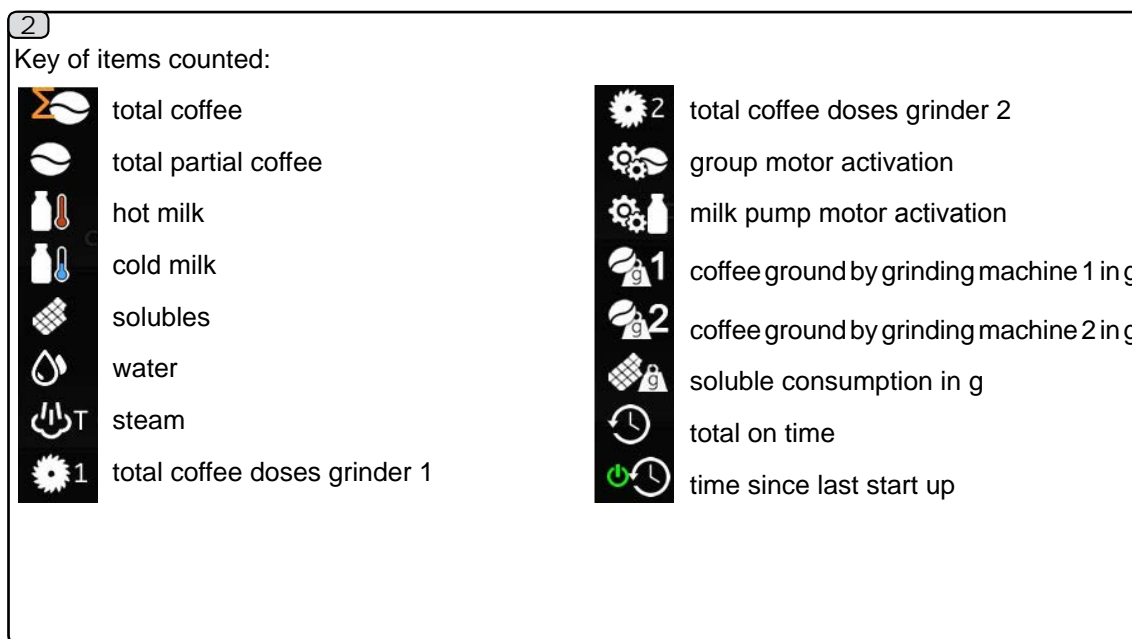 2
Key of items counted:
Σ total coffee
total partial coffee
hot milk
cold milk
solubles
water
T steam
1 total coffee doses grinder 1
2 total coffee doses grinder 2
group motor activation
milk pump motor activation
g 1 coffee ground by grinding machine 1 in g
g 2 coffee ground by grinding machine 2 in g
g soluble consumption in g
total on time
time since last start up